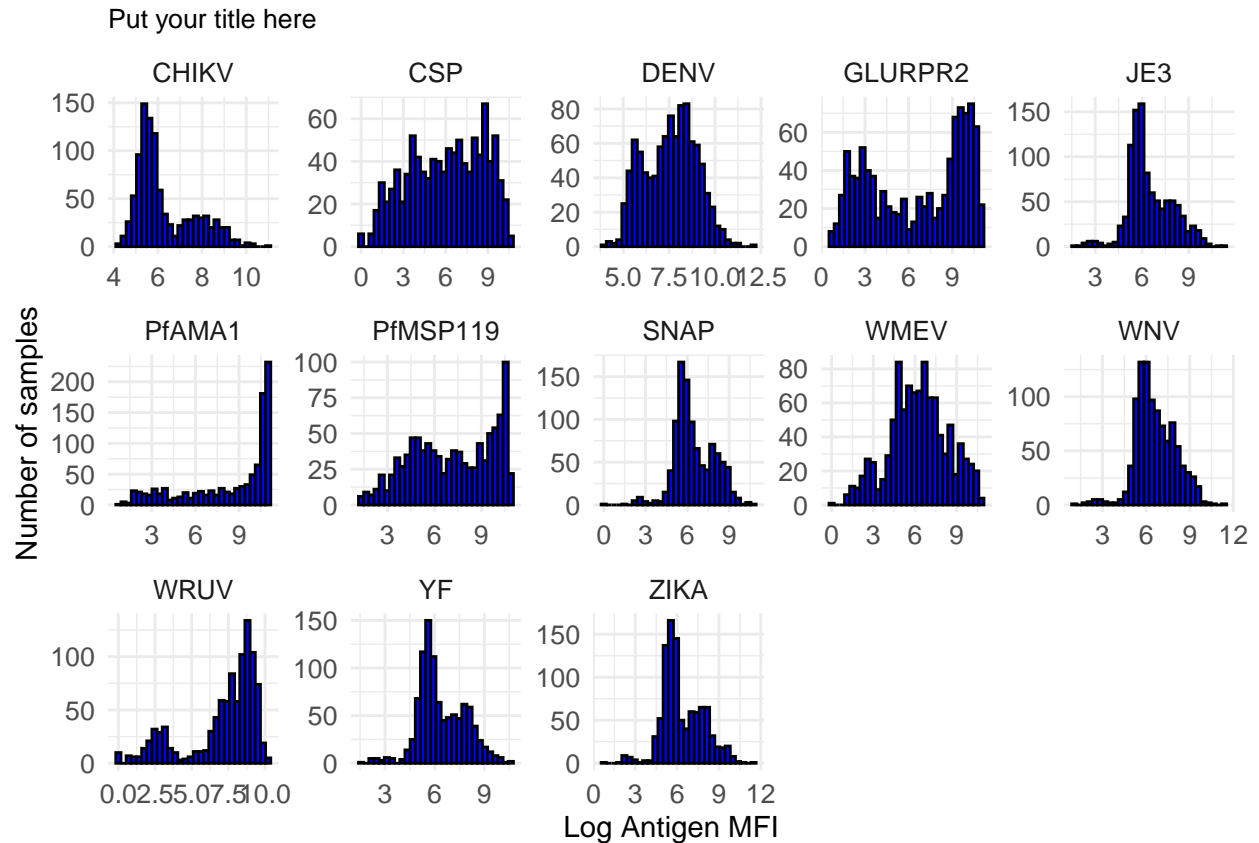 Put your title here
CHIKV CSP DENV GLURPR2 JE3
150 100 50 0
4 6 8 10
60 40 20 0
0 3 6 9
80 60 40 20 0
5.0 7.5 10.0 12.5
60 40 20 0
0 3 6 9
150 100 50 0
3 6 9
Number of samples
PfAMA1 PfMSP119 SNAP WMEV WNV
200 150 100 50 0
3 6 9
100 75 50 25 0
3 6 9
150 100 50 0
0 3 6 9
80 60 40 20 0
0 3 6 9
100 50 0
3 6 9 12
WRUV YF ZIKA
100 50 0
0.0 2.5 5.0 7.5 10.0
150 100 50 0
3 6 9
150 100 50 0
0 3 6 9 12
Log Antigen MFI